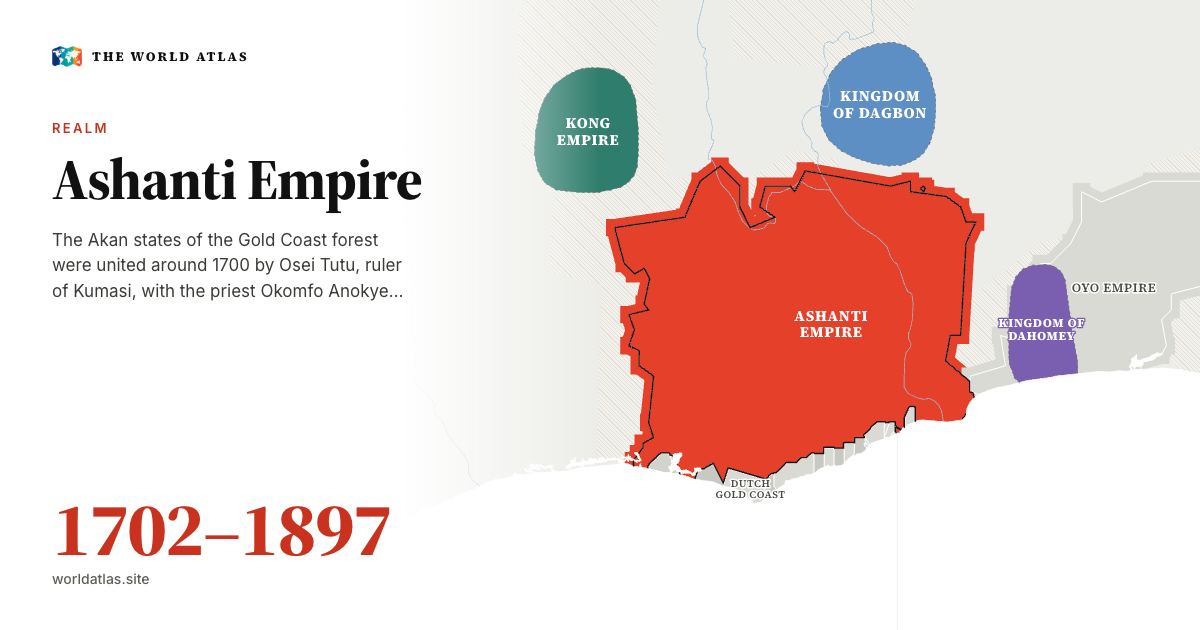 THE WORLD ATLAS
REALM
Ashanti Empire
The Akan states of the Gold Coast forest
were united around 1700 by Osei Tutu, ruler
of Kumasi, with the priest Okomfo Anokye...
1702–1897
worldatlas.site
KONG
EMPIRE
KINGDOM
OF DAGBON
ASHANTI
EMPIRE
OYO EMPIRE
KINGDOM OF
DAHOMEY
DUTCH
GOLD COAST